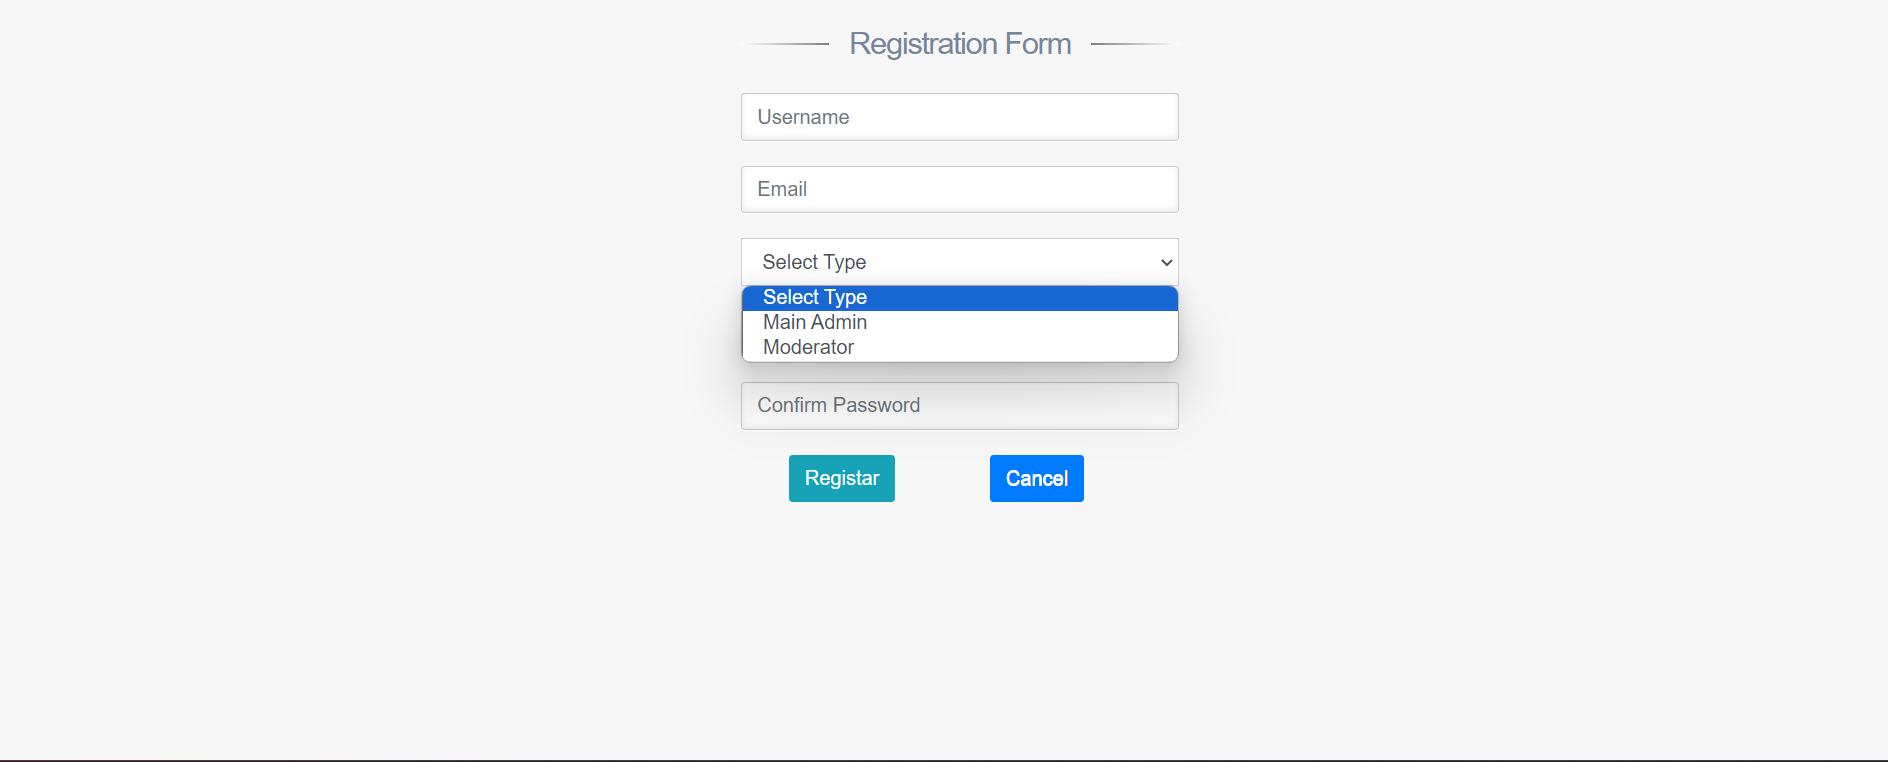 Registration Form
Username
Email
Select Type
Select Type
Main Admin
Moderator
Confirm Password
Registar
Cancel